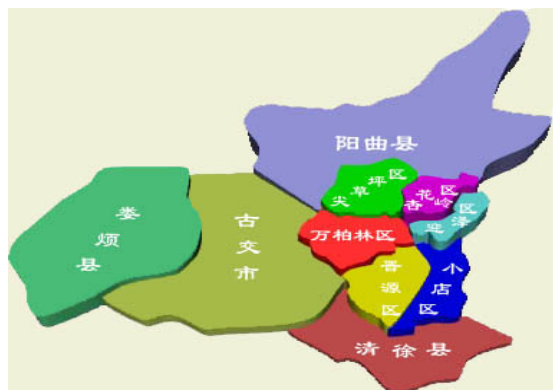 阳曲县
尖草坪区
杏花岭区
迎泽区
万柏林区
古交市
娄烦县
晋源区
小店区
清徐县